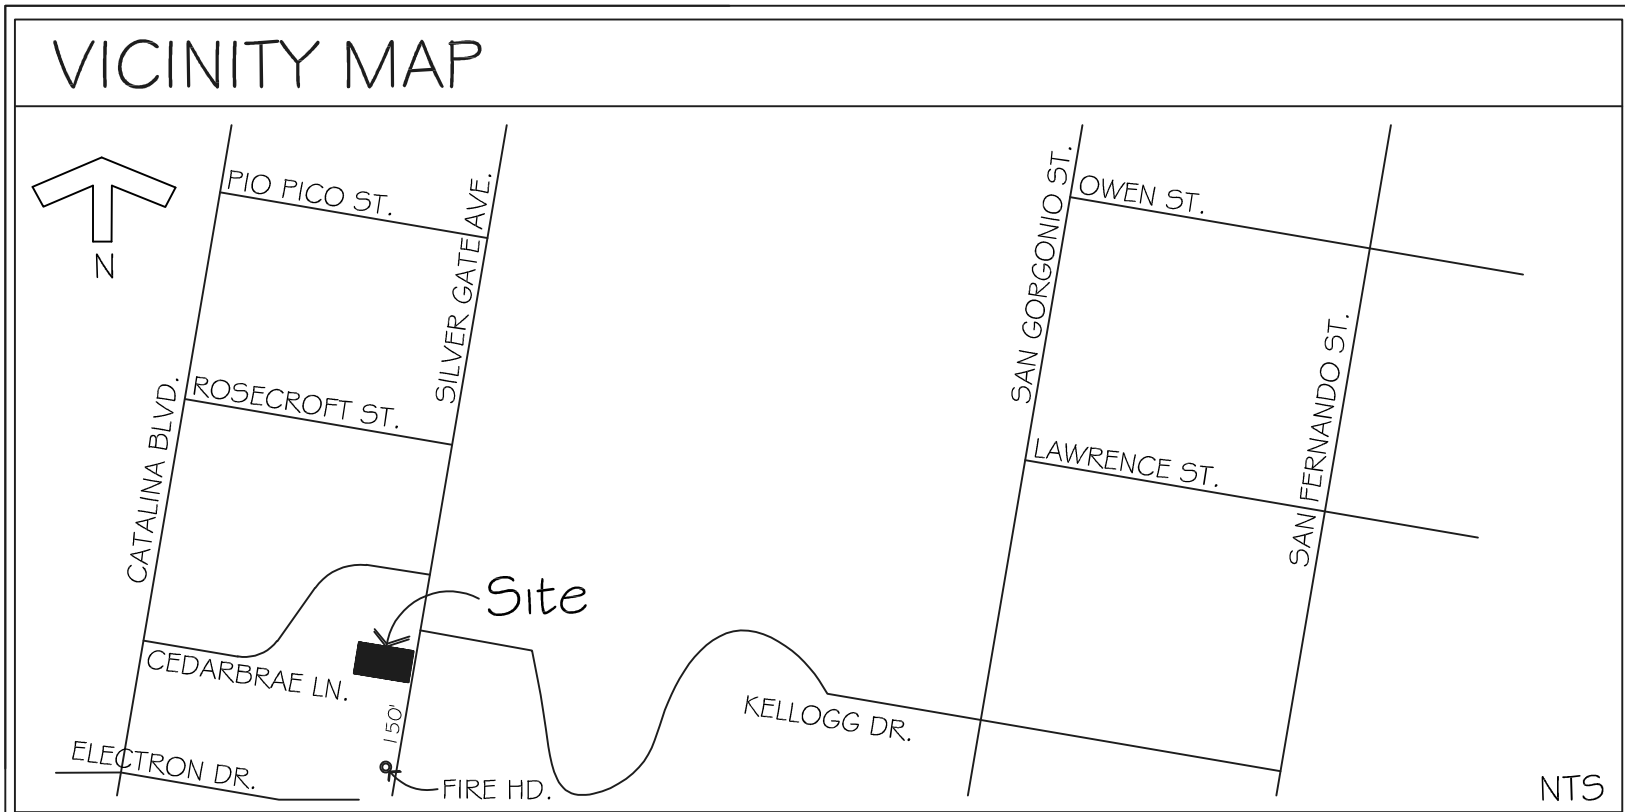 VICINITY MAP
N
PIO PICO ST.
SILVER GATE AVE.
SAN GORGONIO ST.
OWEN ST.
ROSECROFT ST.
CATALINA BLVD.
LAWRENCE ST.
SAN FERNANDO ST.
Site
CEDARBRAE LN.
KELLOGG DR.
150'
ELECTRON DR.
FIRE HD.
NTS